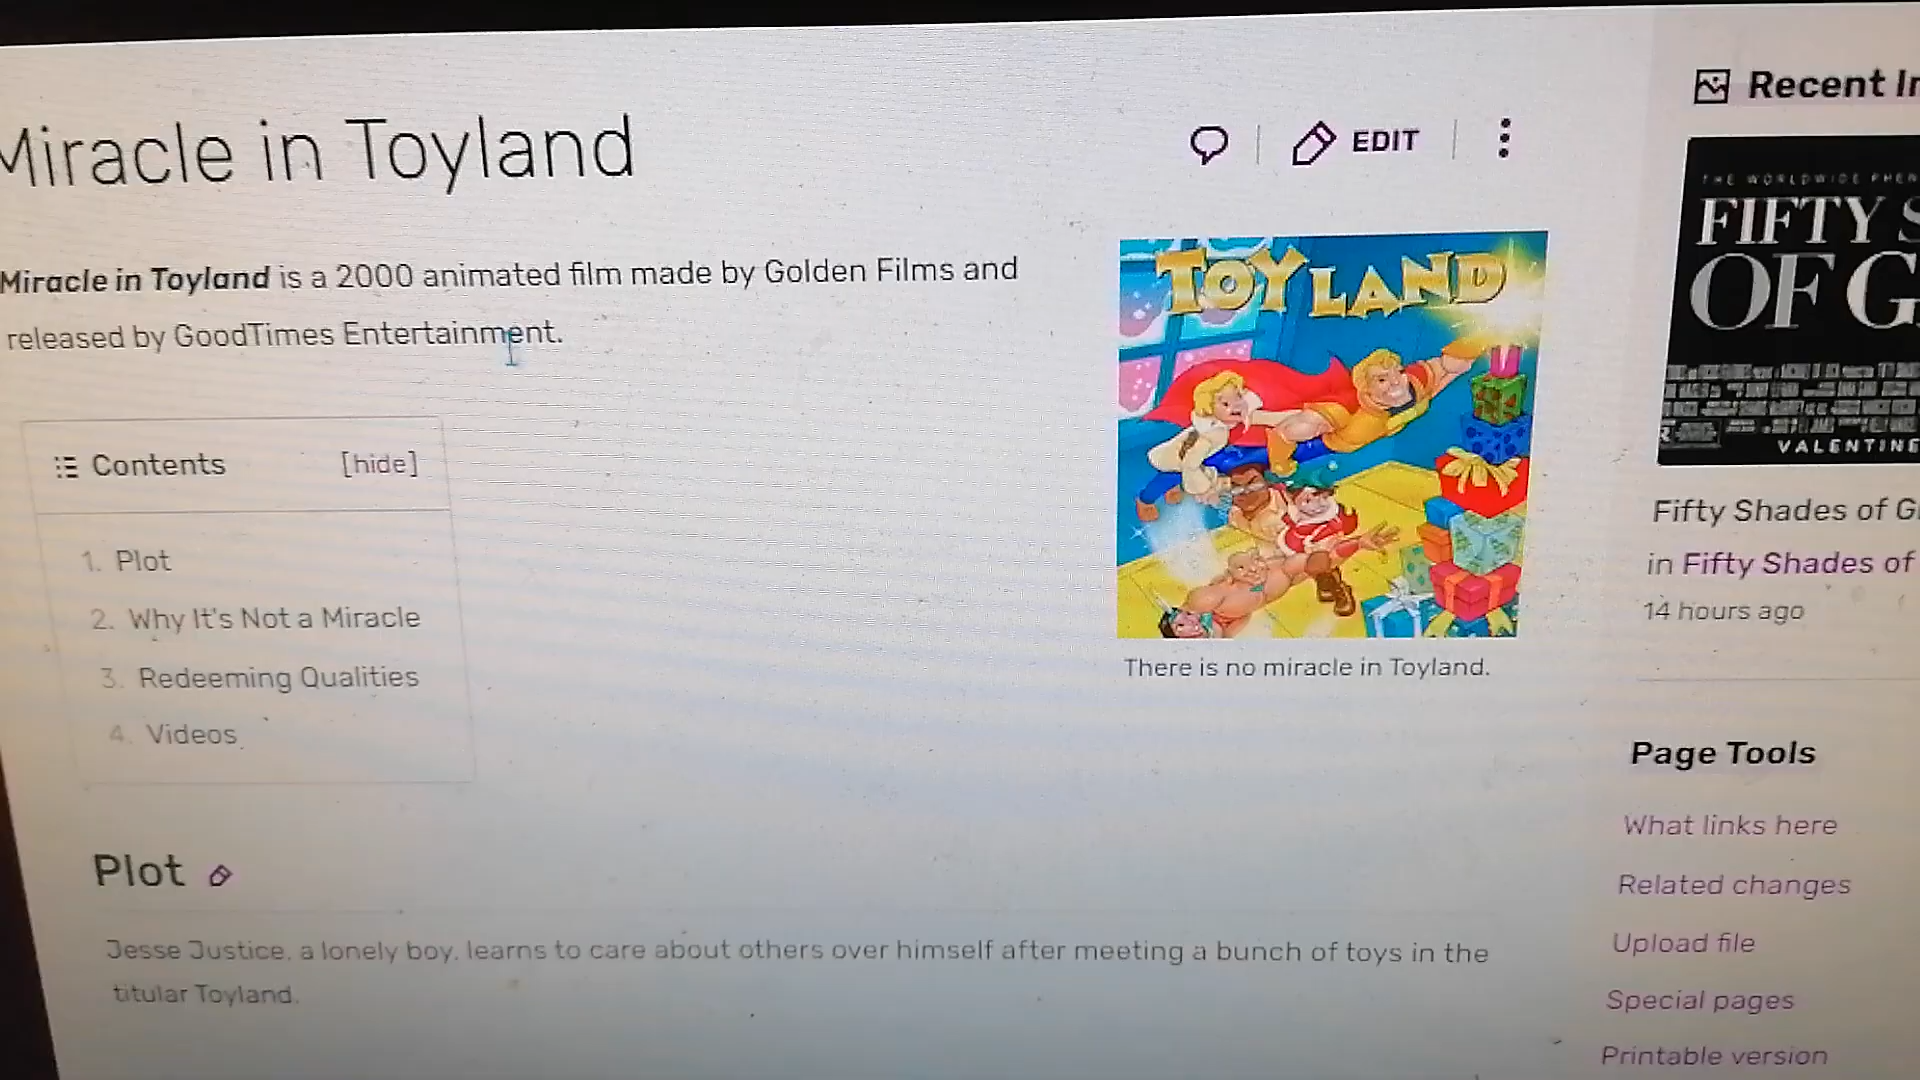 Miracle in Toyland
EDIT
Miracle in Toyland is a 2000 animated film made by Golden Films and
released by GoodTimes Entertainment.
TOYLAND
There is no miracle in Toyland.
Contents [hide]
1. Plot
2. Why It's Not a Miracle
3. Redeeming Qualities
4. Videos
Plot
Jesse Justice, a lonely boy, learns to care about others over himself after meeting a bunch of toys in the
titular Toyland.
Recent
THE WORLDWIDE
FIFTY
OF
VALENTINE
Fifty Shades of
in Fifty Shades of
14 hours ago
Page Tools
What links here
Related changes
Upload file
Special pages
Printable version